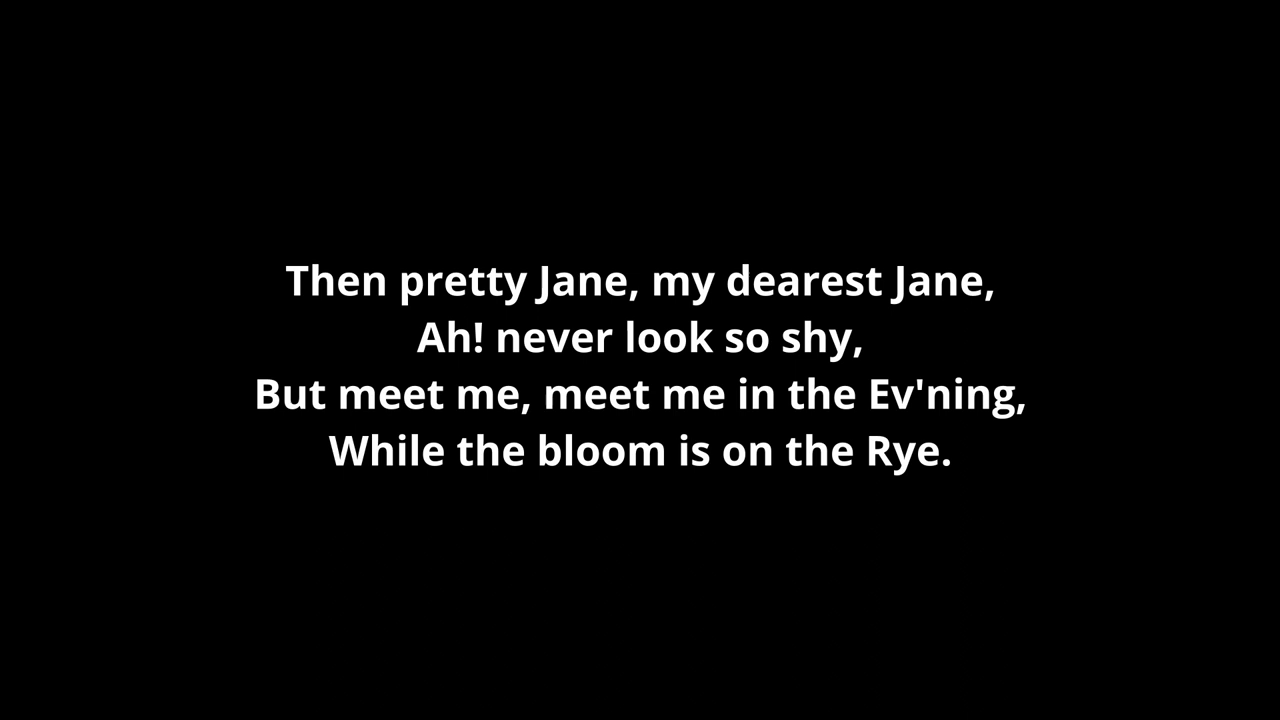 Then pretty Jane, my dearest Jane,
Ah! never look so shy,
But meet me, meet me in the Ev'ning,
While the bloom is on the Rye.